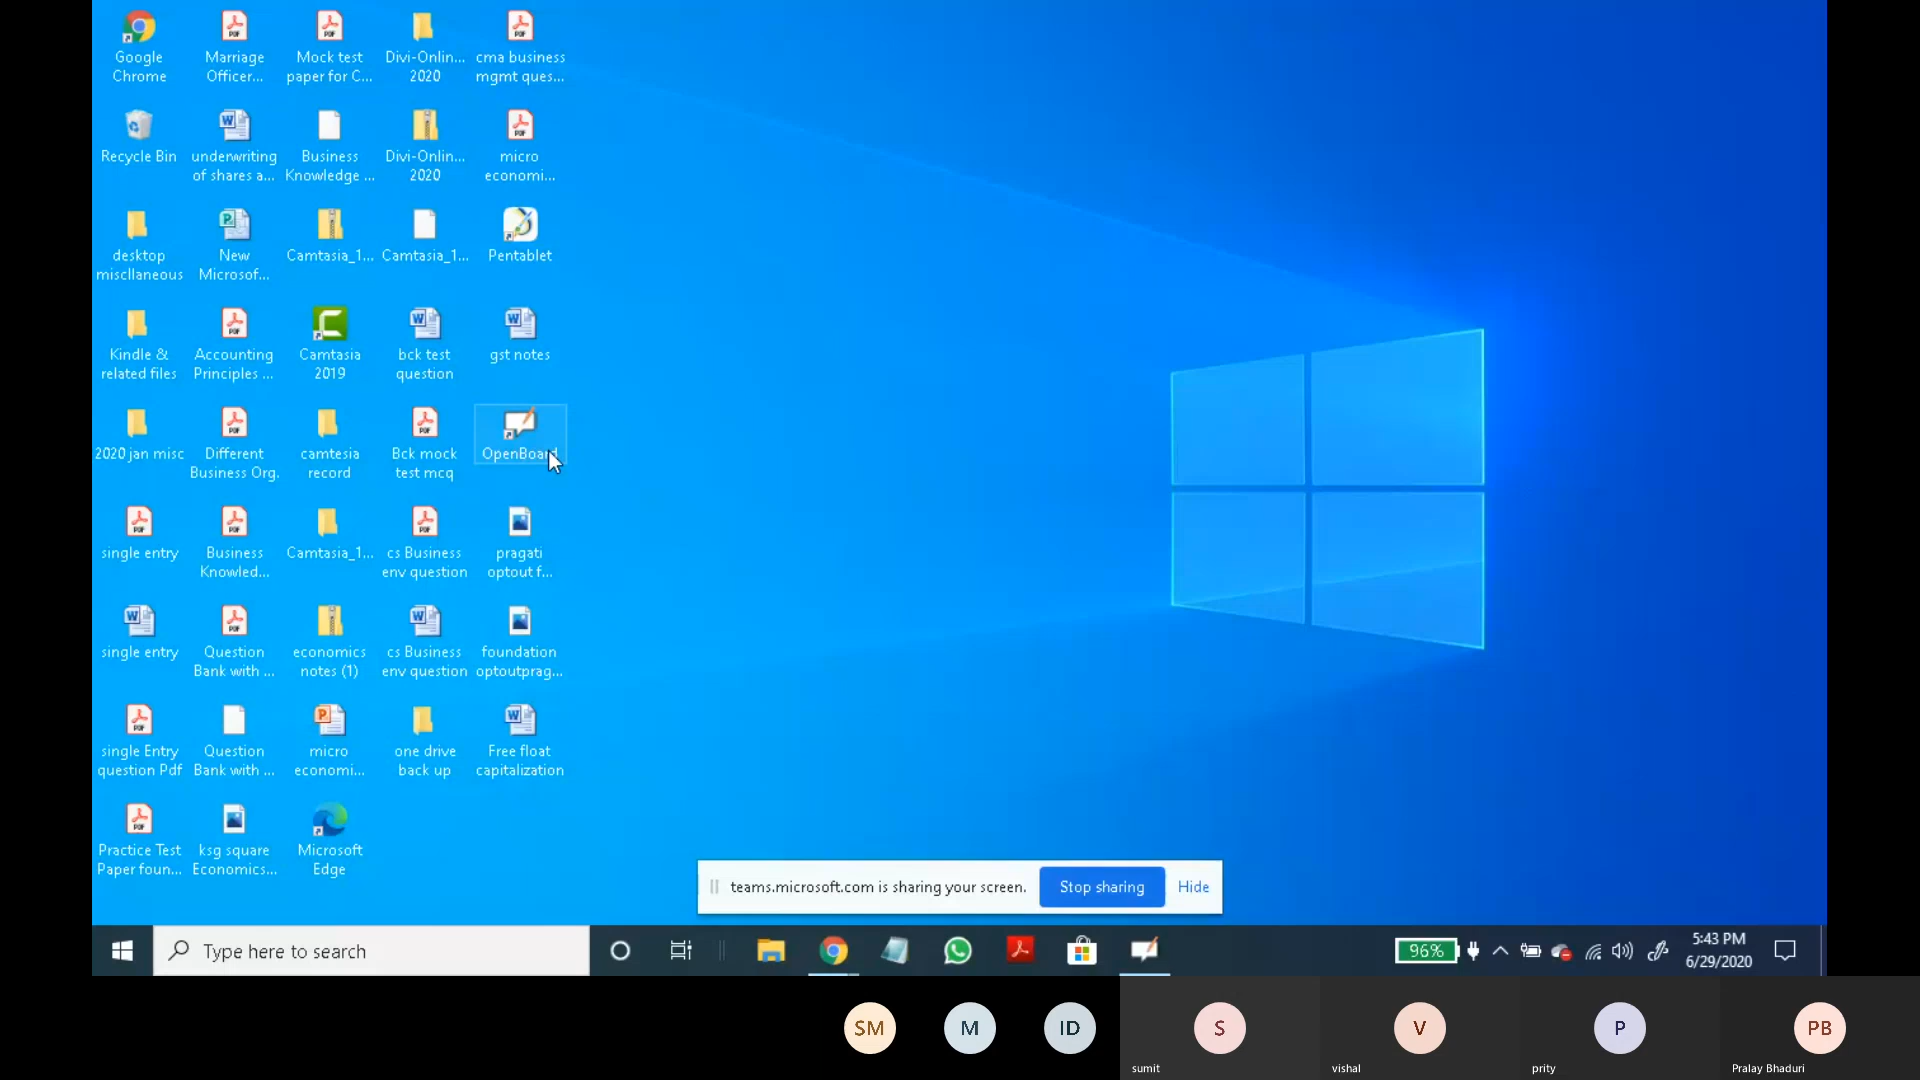 Google
Chrome
Marriage
Officer...
Mock test
paper for C...
Divi-Onlin...
2020
cma business
mgmt ques...
Recycle Bin
underwriting
of shares a...
Business
Knowledge ...
Divi-Onlin...
2020
micro
economi...
desktop
miscllaneous
New
Microsof...
Camtasia_1...
Camtasia_1...
Pentablet
Kindle &
related files
Accounting
Principles ...
Camtasia
2019
bck test
question
gst notes
2020 jan misc
Different
Business Org.
camtesia
record
Bck mock
test mcq
OpenBoard
single entry
Business
Knowled...
Camtasia_1...
cs Business
env question
pragati
optout f...
single entry
Question
Bank with ...
economics
notes (1)
cs Business
env question
foundation
optoutprag...
single Entry
question Pdf
Question
Bank with ...
micro
economi...
one drive
back up
Free float
capitalization
Practice Test
Paper foun...
ksg square
Economics...
Microsoft
Edge
teams.microsoft.com is sharing your screen.
Stop sharing
Hide
Type here to search
96%
5:43 PM
6/29/2020
SM
M
ID
S
V
P
PB
sumit
vishal
prity
Pralay Bhaduri